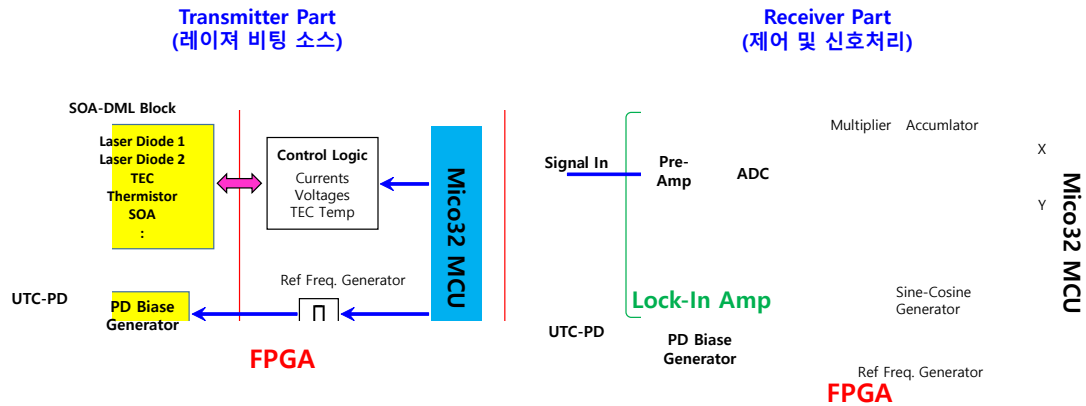 Transmitter Part
(레이져 비팅 소스)
SOA-DML Block
Laser Diode 1
Laser Diode 2
TEC
Thermistor
SOA
:
Control Logic
Currents
Voltages
TEC Temp
Mico32 MCU
Ref Freq. Generator
UTC-PD
PD Biase
Generator
FPGA
Receiver Part
(제어 및 신호처리)
Multiplier
Accumlator
Signal In
Pre-
Amp
ADC
X
Y
Mico32 MCU
Lock-In Amp
Sine-Cosine
Generator
UTC-PD
PD Biase
Generator
Ref Freq. Generator
FPGA